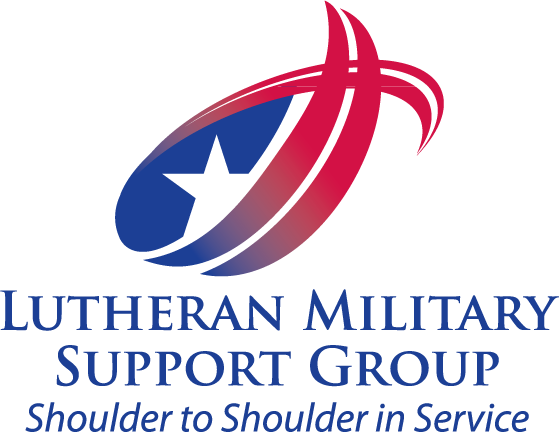 Lutheran Military
Support Group
Shoulder to Shoulder in Service